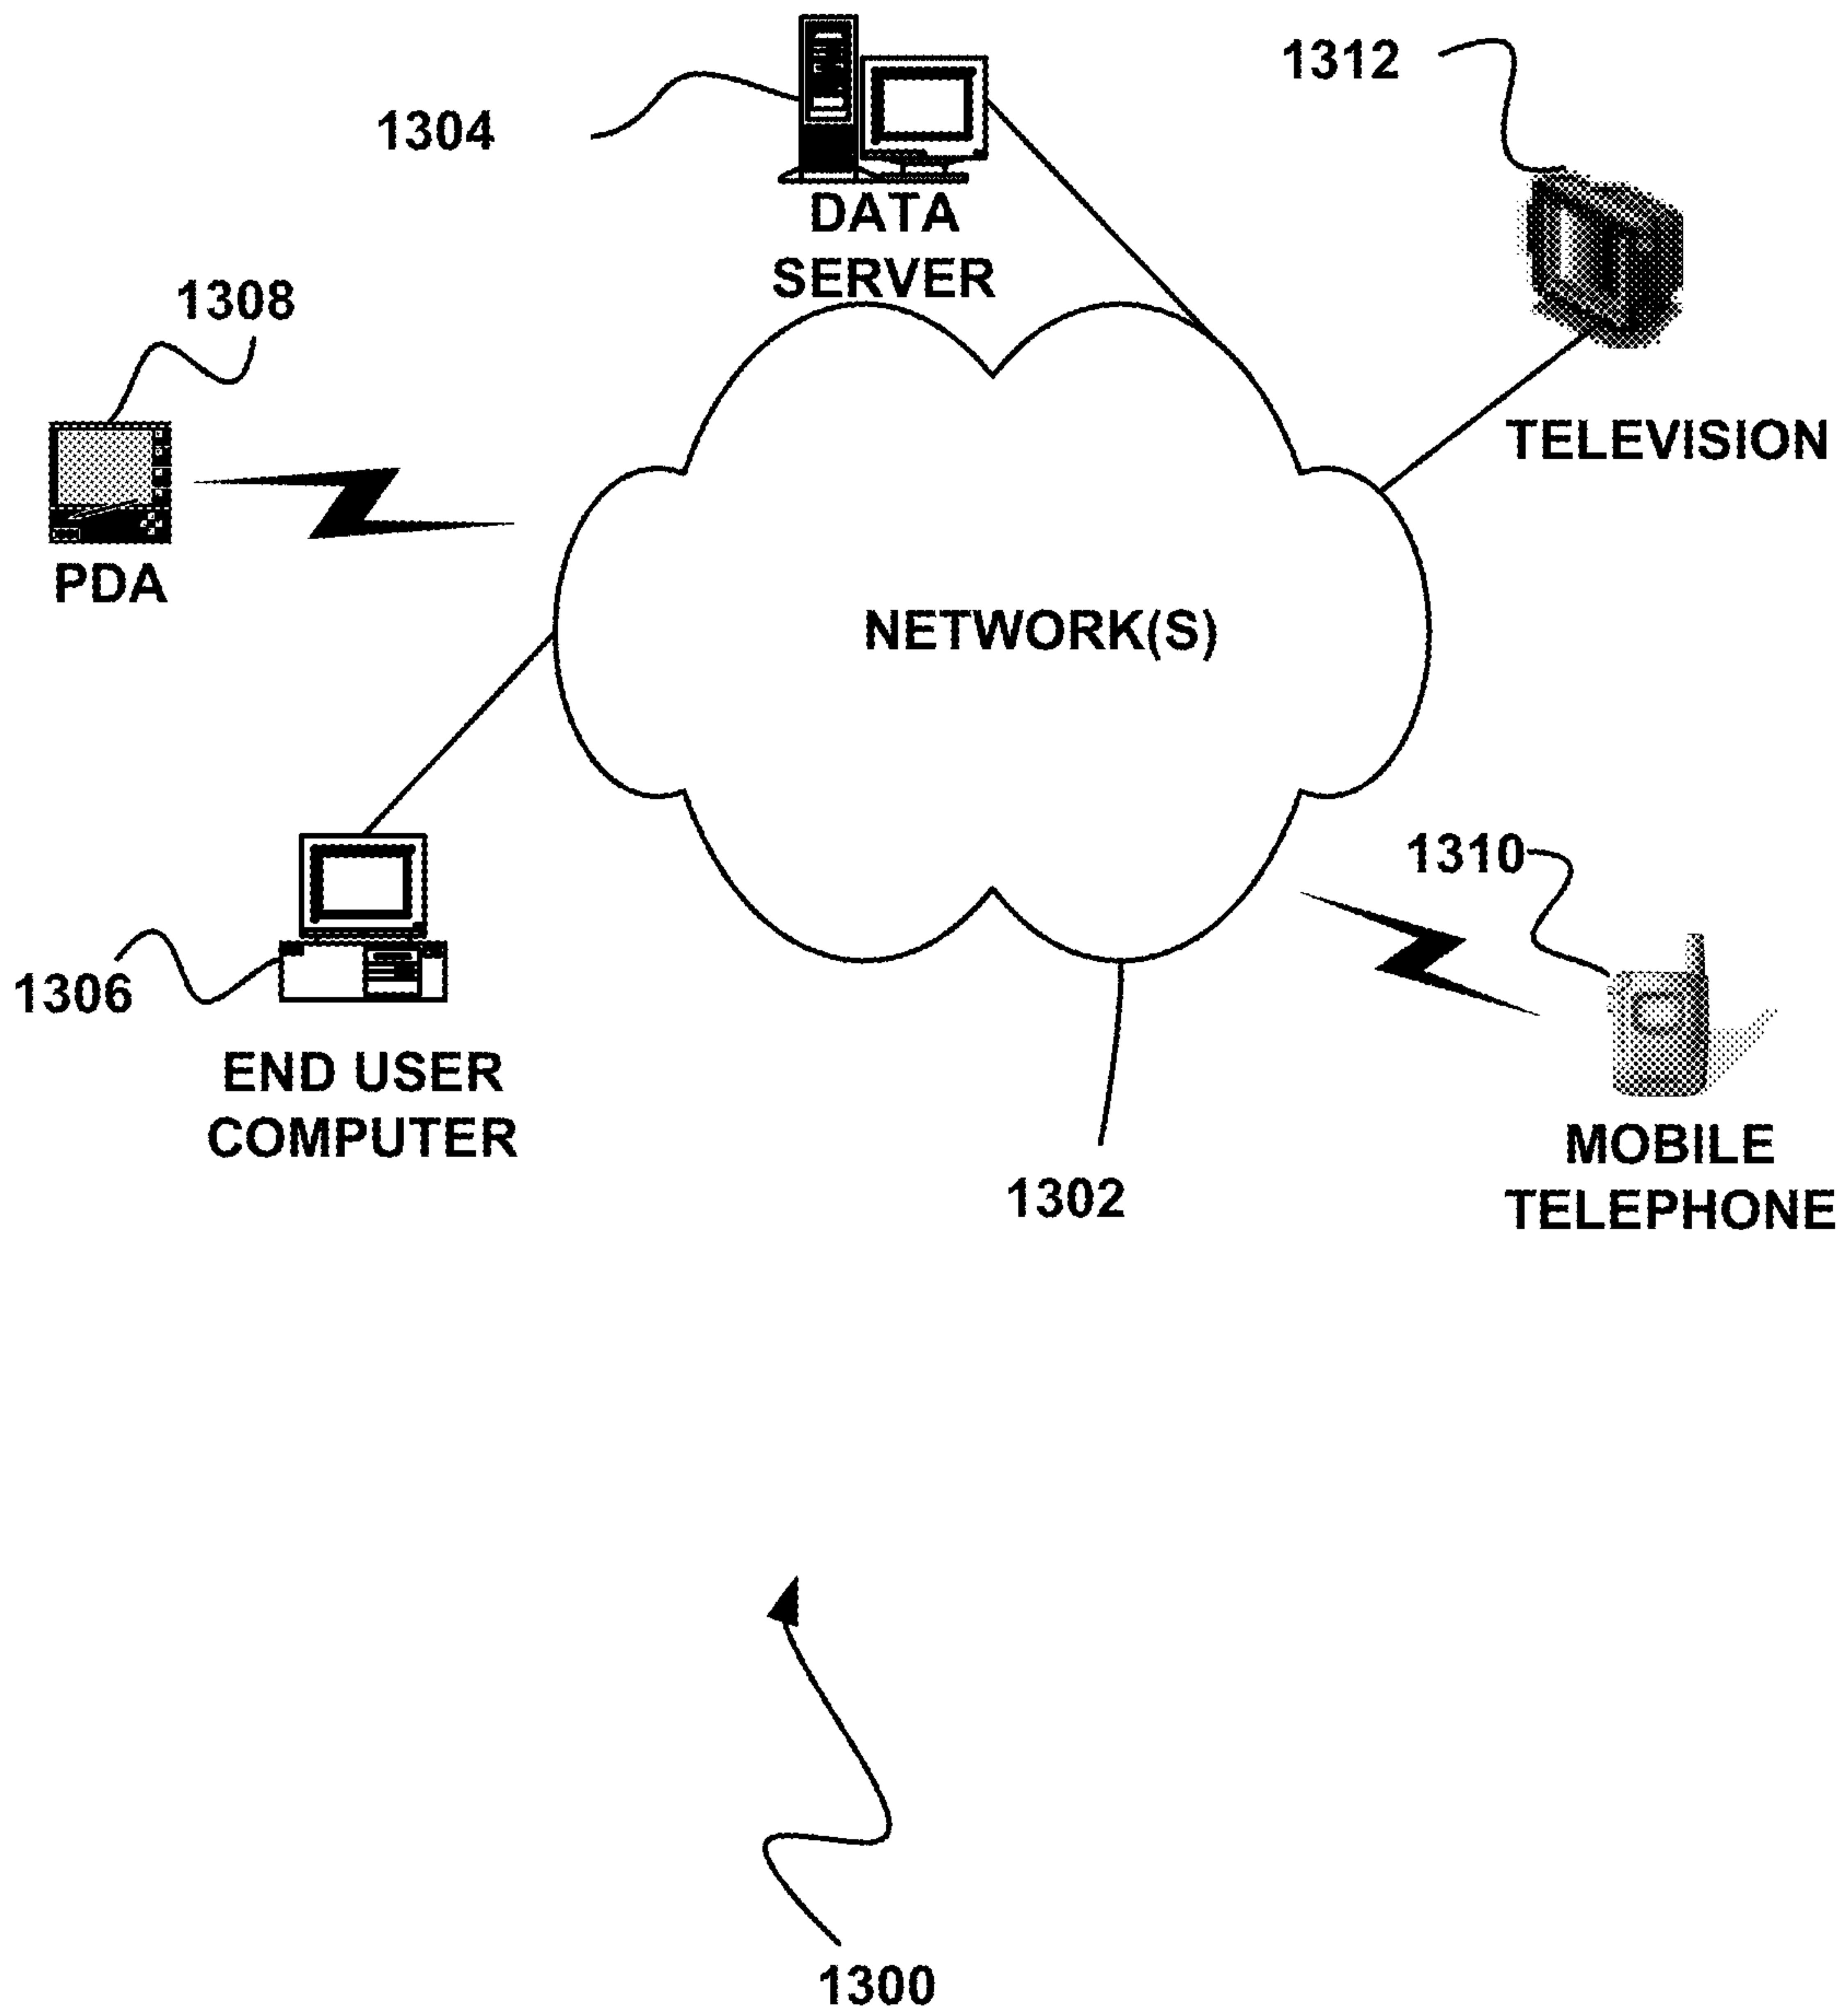 1312
1304
DATA
SERVER
1308
TELEVISION
PDA
NETWORK(S)
1310
1306
END USER
COMPUTER
MOBILE
TELEPHONE
1302
1300